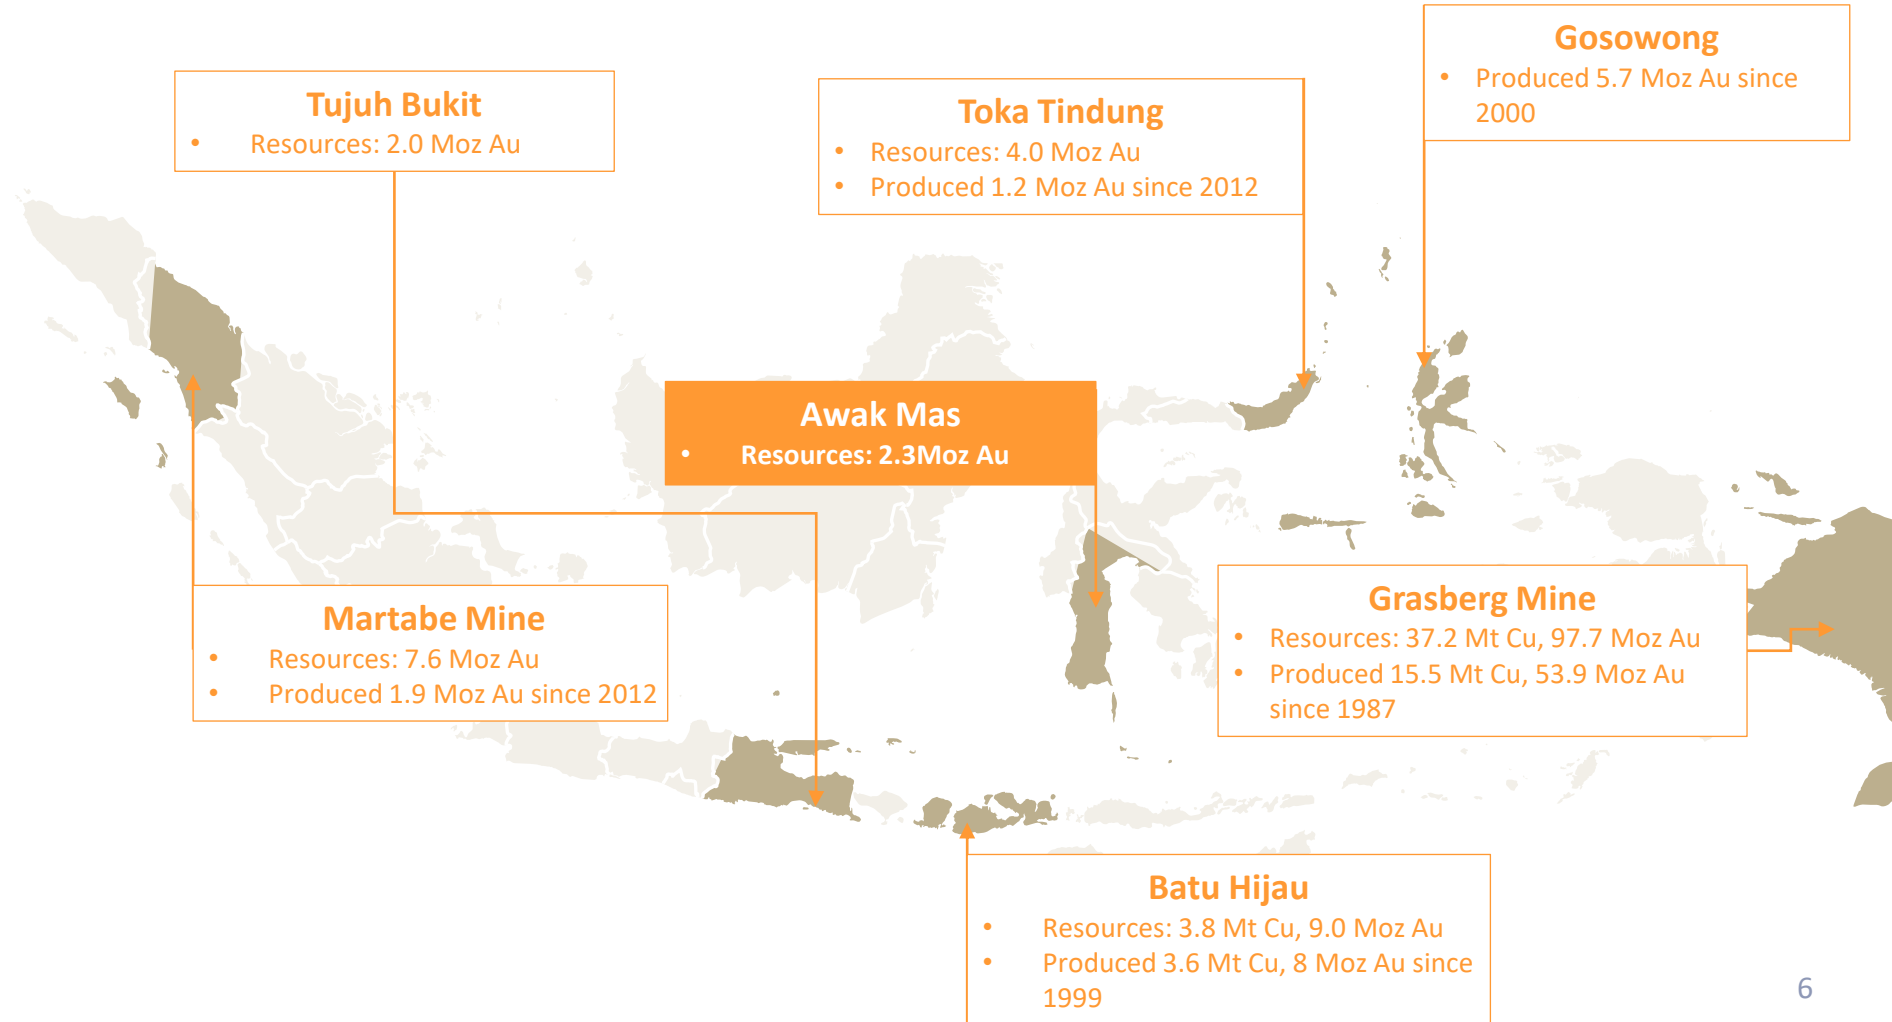 Gosowong
• Produced 5.7 Moz Au since
2000
Tujuh Bukit
• Resources: 2.0 Moz Au
Toka Tindung
• Resources: 4.0 Moz Au
• Produced 1.2 Moz Au since 2012
Awak Mas
• Resources: 2.3Moz Au
Martabe Mine
• Resources: 7.6 Moz Au
• Produced 1.9 Moz Au since 2012
Grasberg Mine
• Resources: 37.2 Mt Cu, 97.7 Moz Au
• Produced 15.5 Mt Cu, 53.9 Moz Au
since 1987
Batu Hijau
• Resources: 3.8 Mt Cu, 9.0 Moz Au
• Produced 3.6 Mt Cu, 8 Moz Au since
1999
6